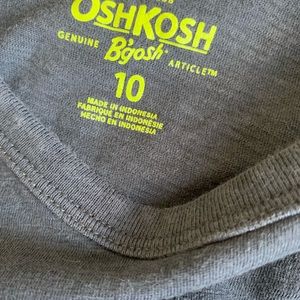 OSHKOSH
GENUINE B'gosh ARTICLE™
10
MADE IN INDONESIA
FABRIQUÉ EN INDONÉSIE
HECHO EN INDONESIA